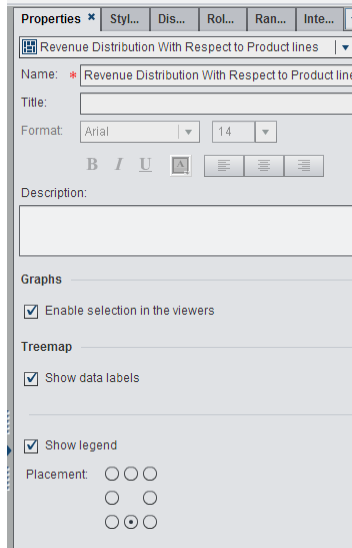 Properties × Styl... Dis... Rol... Ran... Inte...
Revenue Distribution With Respect to Product lines
Name: * Revenue Distribution With Respect to Product line
Title:
Format: Arial 14
B I U A
Description:
Graphs
Enable selection in the viewers
Treemap
Show data labels
Show legend
Placement: